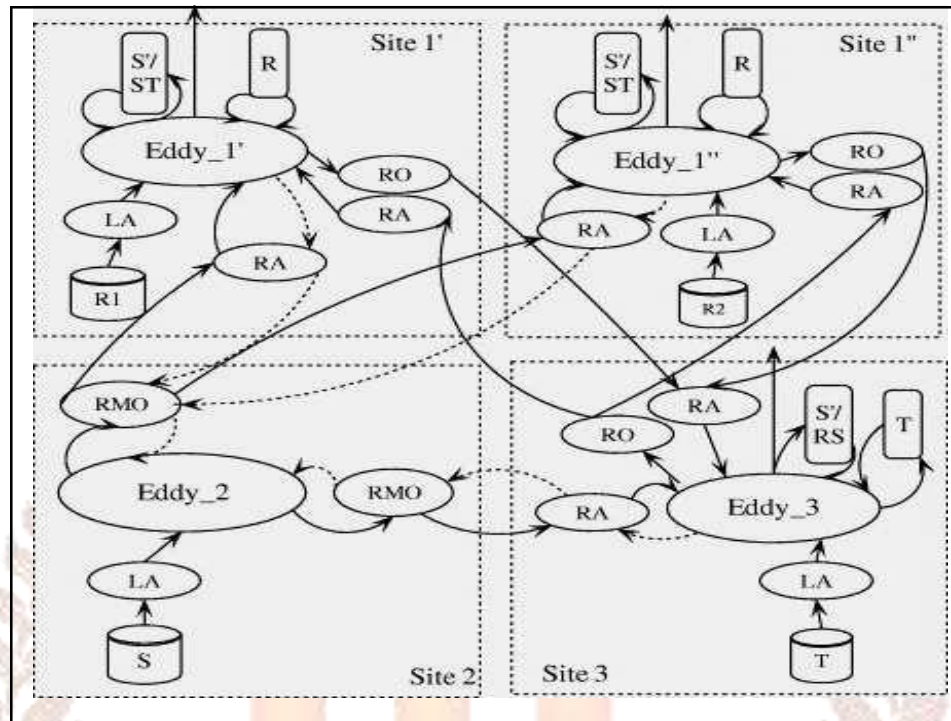 Site 1'
S'/
ST
R
Eddy_1'
RO
RA
LA
RA
R1
Site 1"
S'/
ST
R
Eddy_1"
RO
RA
RA
LA
R2
RMO
Eddy_2
RMO
LA
S
Site 2
RA
RO
S'/
RS
T
Eddy_3
RA
LA
T
Site 3